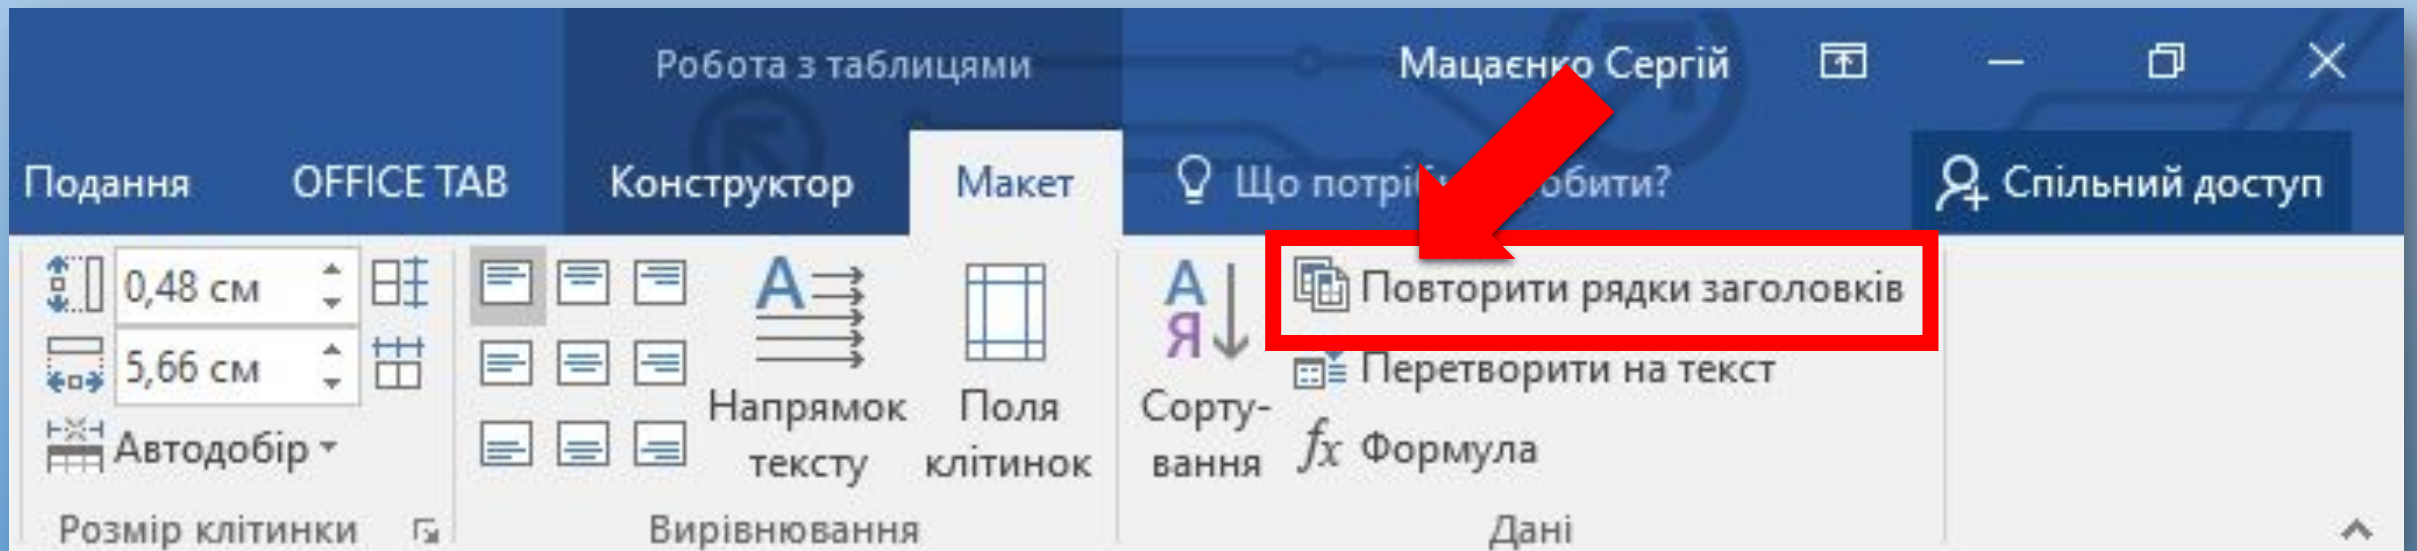 Робота з таблицями
Мацаєнко Сергій
Подання OFFICE TAB Конструктор Макет Що обити? Спільний доступ
0,48 см
5,66 см
Автодобір
Розмір клітинки
Напрямок тексту
Поля клітинок
Вирівнювання
А
Я
Сорту-
вання
Повторити рядки заголовків
Перетворити на текст
fx Формула
Дані